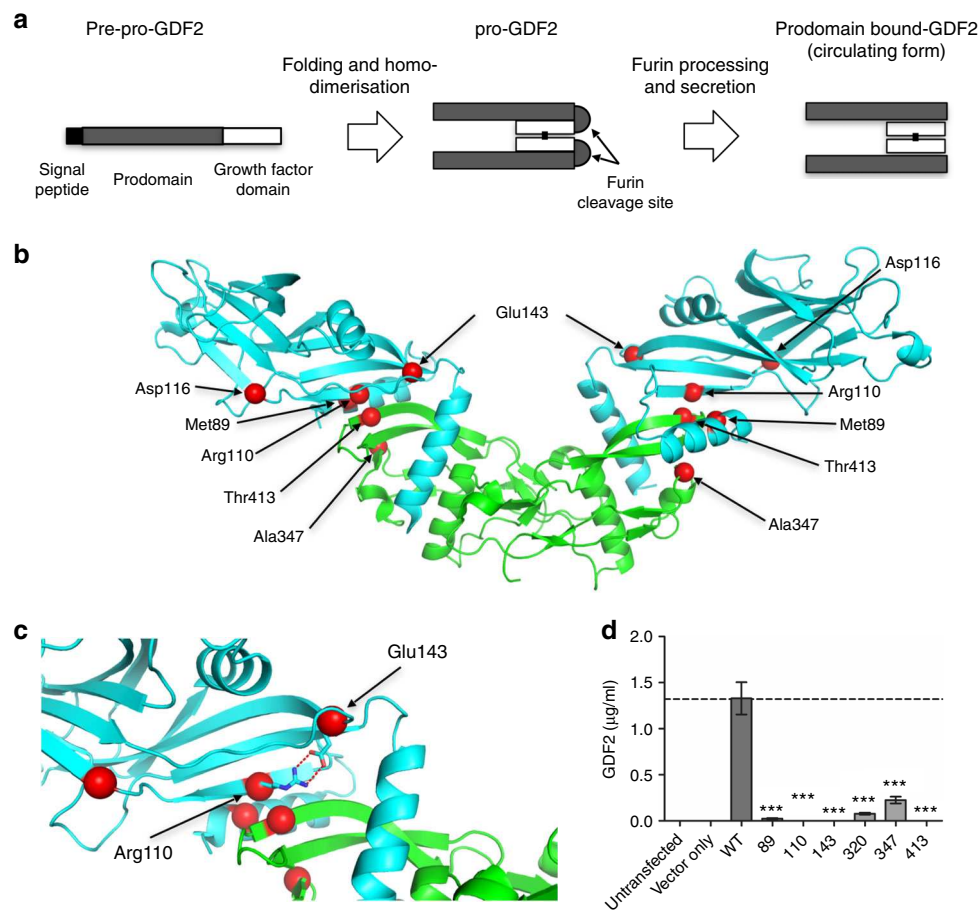 a
Pre-pro-GDF2
pro-GDF2
Prodomain bound-GDF2
(circulating form)
Folding and homo-
dimerisation
Furin processing
and secretion
Signal
peptide
Prodomain
Growth factor
domain
Furin
cleavage site
b
Asp116
Glu143
Asp116
Met89
Arg110
Thr413
Ala347
Arg110
Met89
Thr413
Ala347
c
Glu143
Arg110
d
GDF2 (µg/ml)
2.0
1.5
1.0
0.5
0.0
***
***
***
***
***
***
Untransfected
Vector only
WT
89
110
143
320
347
413